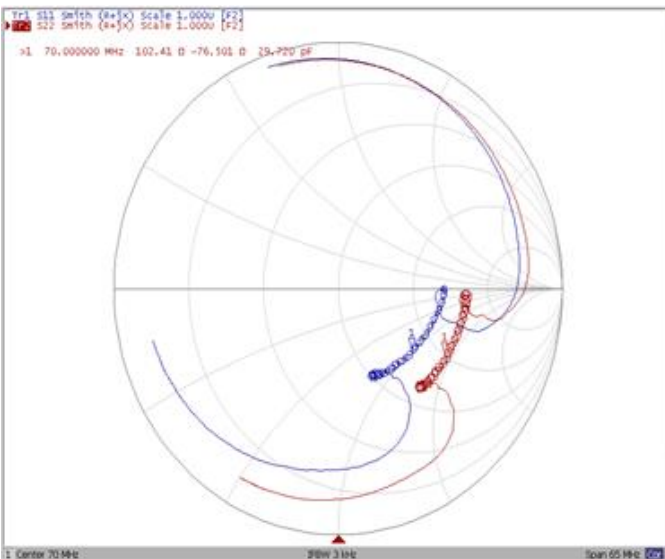 Tr1 S11 Smith (R+jX) Scale 1.000U [F2]
Tr2 S22 Smith (R+jX) Scale 1.000U [F2]
>1 70.000000 MHz 102.41 Ω -76.501 Ω 29.720 pF
1 Center 70 MHz IFBW 3 kHz Span 65 MHz